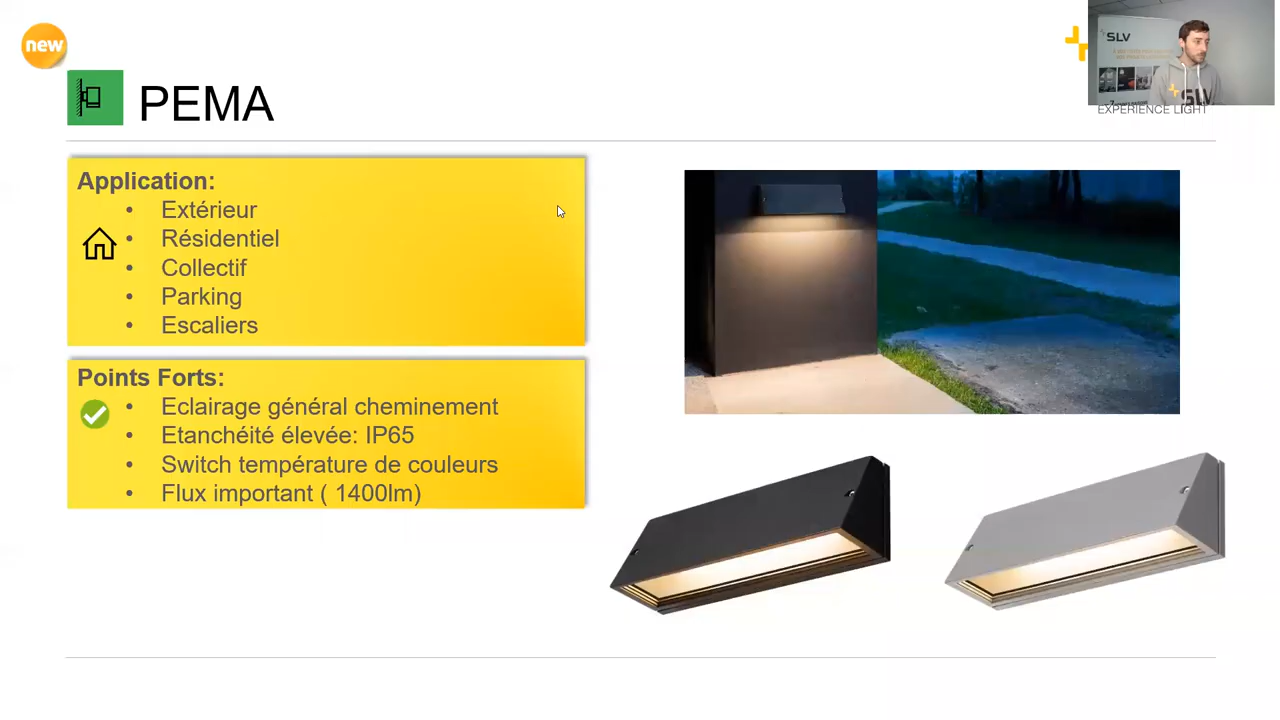 new
SLV
PEMA
SLV
EXPERIENCE LIGHT
Application:
• Extérieur
• Résidentiel
• Collectif
• Parking
• Escaliers
Points Forts:
• Eclairage général cheminement
• Etanchéité élevée: IP65
• Switch température de couleurs
• Flux important ( 1400lm)